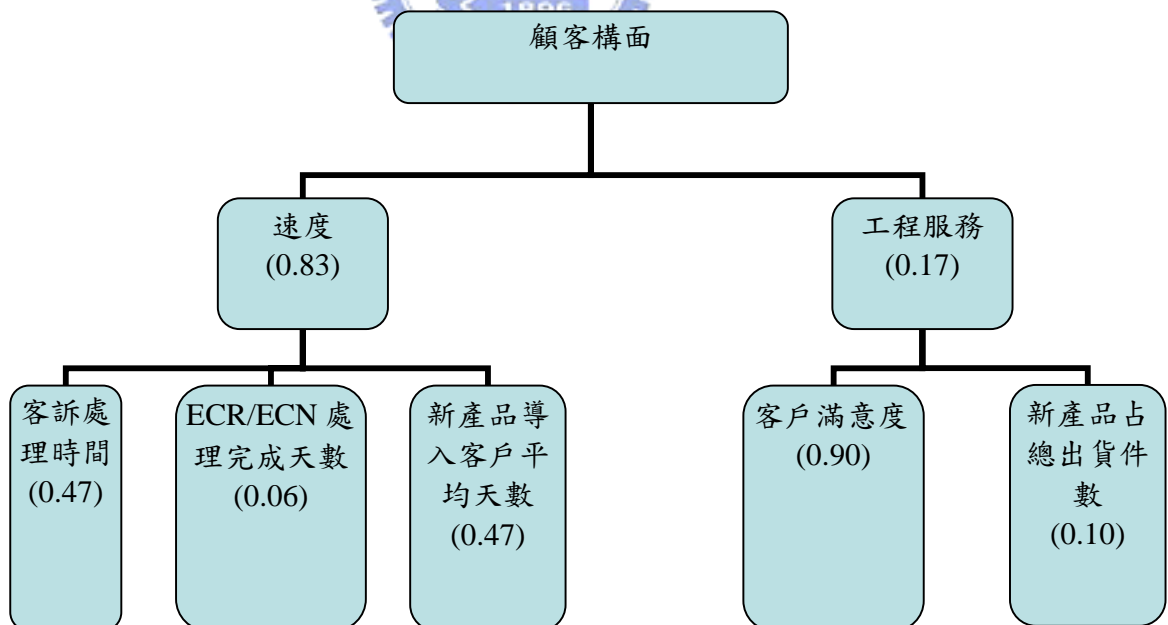 1896
顧客構面
速度
(0.83)
工程服務
(0.17)
客訴處
理時間
(0.47)
ECR/ECN 處
理完成天數
(0.06)
新產品導
入客戶平
均天數
(0.47)
客戶滿意度
(0.90)
新產品占
總出貨件
數
(0.10)